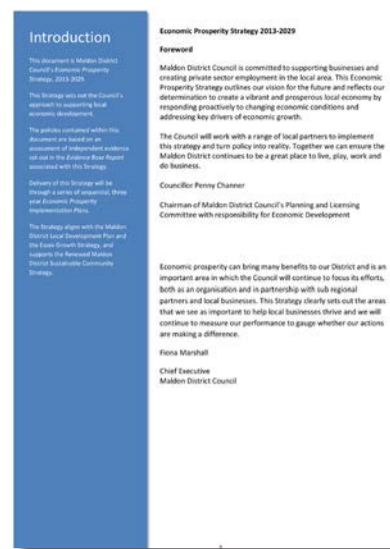 Introduction
This document is Maldon District
Council's Economic Prosperity
Strategy, 2013-2029.
This Strategy sets out the Council's
approach to supporting local
economic development.
The policies contained within this
document are based on an
assessment of independent evidence
set out in the Evidence Base Report
associated with this Strategy.
Delivery of this Strategy will be
through a series of sequential, three
year Economic Prosperity
Implementation Plans.
The Strategy aligns with the Maldon
District Local Development Plan and
the Essex Growth Strategy, and
supports the Renewed Maldon
District Sustainable Community
Strategy.
Economic Prosperity Strategy 2013-2029
Foreword
Maldon District Council is committed to supporting businesses and
creating private sector employment in the local area. This Economic
Prosperity Strategy outlines our vision for the future and reflects our
determination to create a vibrant and prosperous local economy by
responding proactively to changing economic conditions and
addressing key drivers of economic growth.
The Council will work with a range of local partners to implement
this strategy and turn policy into reality. Together we can ensure the
Maldon District continues to be a great place to live, play, work and
do business.
Councillor Penny Channer
Chairman of Maldon District Council's Planning and Licensing
Committee with responsibility for Economic Development
Economic prosperity can bring many benefits to our District and is an
important area in which the Council will continue to focus its efforts,
both as an organisation and in partnership with sub regional
partners and local businesses. This Strategy clearly sets out the areas
that we see as important to help local businesses thrive and we will
continue to measure our performance to gauge whether our actions
are making a difference.
Fiona Marshall
Chief Executive
Maldon District Council